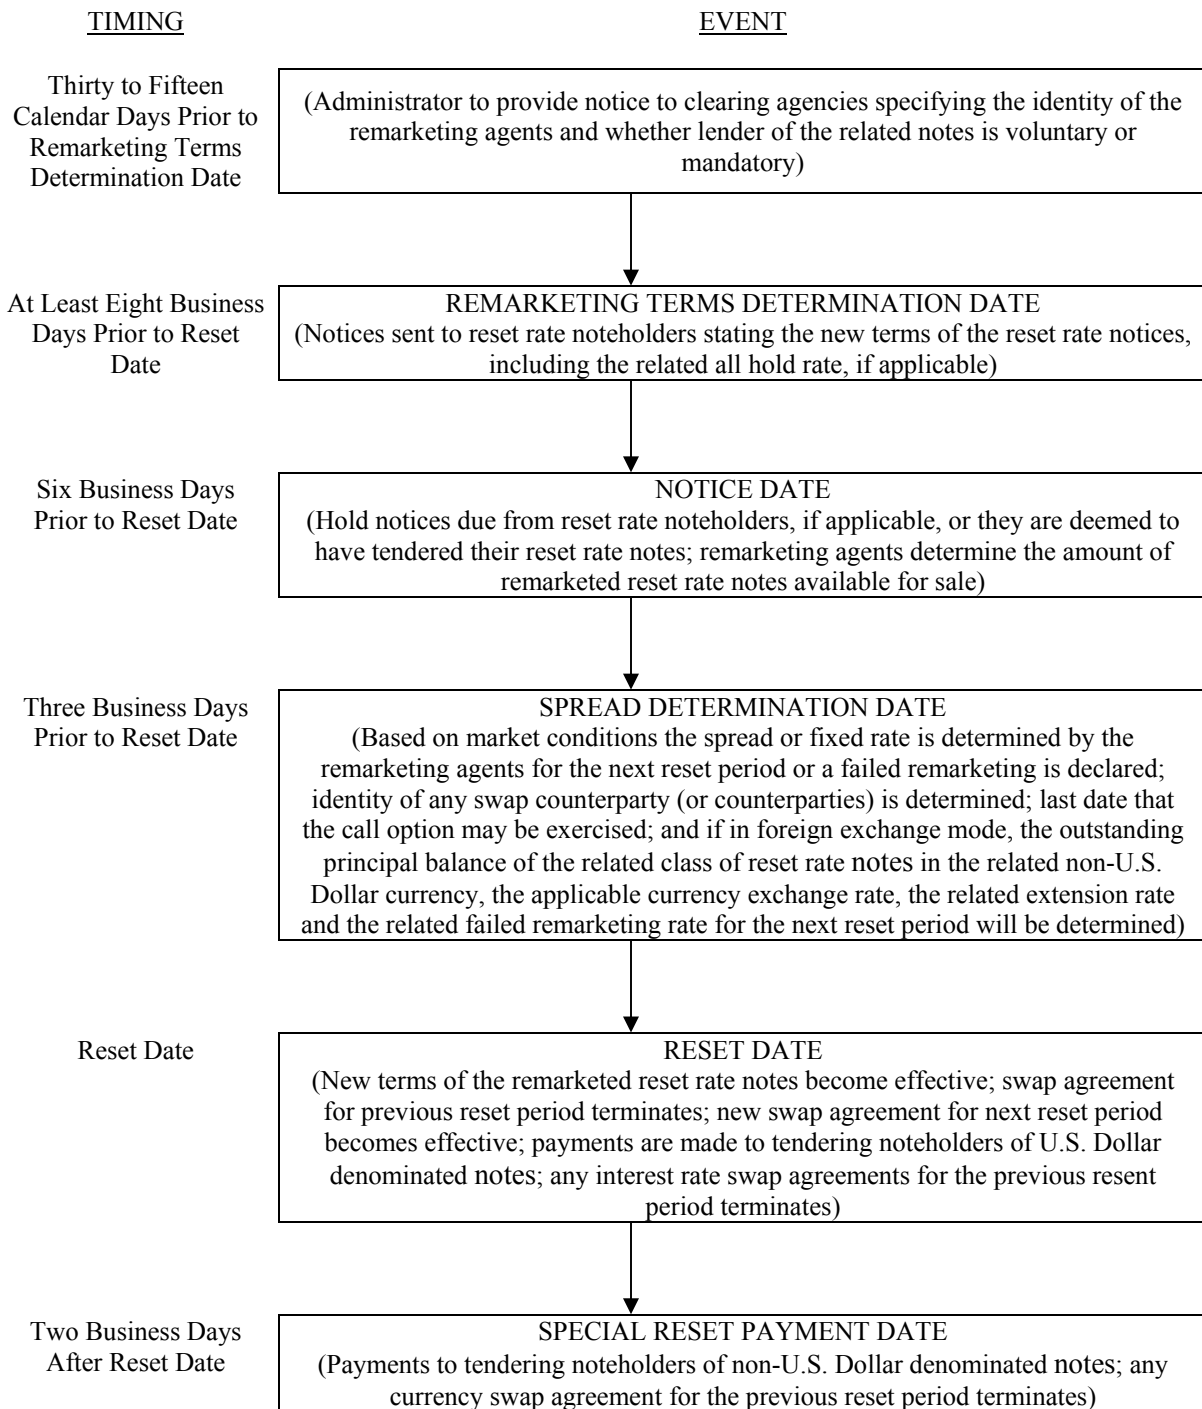 TIMING
EVENT
Thirty to Fifteen
Calendar Days Prior to
Remarketing Terms
Determination Date
(Administrator to provide notice to clearing agencies specifying the identity of the
remarketing agents and whether lender of the related notes is voluntary or
mandatory)
At Least Eight Business
Days Prior to Reset
Date
REMARKETING TERMS DETERMINATION DATE
(Notices sent to reset rate noteholders stating the new terms of the reset rate notices,
including the related all hold rate, if applicable)
Six Business Days
Prior to Reset Date
NOTICE DATE
(Hold notices due from reset rate noteholders, if applicable, or they are deemed to
have tendered their reset rate notes; remarketing agents determine the amount of
remarketed reset rate notes available for sale)
Three Business Days
Prior to Reset Date
SPREAD DETERMINATION DATE
(Based on market conditions the spread or fixed rate is determined by the
remarketing agents for the next reset period or a failed remarketing is declared;
identity of any swap counterparty (or counterparties) is determined; last date that
the call option may be exercised; and if in foreign exchange mode, the outstanding
principal balance of the related class of reset rate notes in the related non-U.S.
Dollar currency, the applicable currency exchange rate, the related extension rate
and the related failed remarketing rate for the next reset period will be determined)
Reset Date
RESET DATE
(New terms of the remarketed reset rate notes become effective; swap agreement
for previous reset period terminates; new swap agreement for next reset period
becomes effective; payments are made to tendering noteholders of U.S. Dollar
denominated notes; any interest rate swap agreements for the previous resent
period terminates)
Two Business Days
After Reset Date
SPECIAL RESET PAYMENT DATE
(Payments to tendering noteholders of non-U.S. Dollar denominated notes; any
currency swap agreement for the previous reset period terminates)